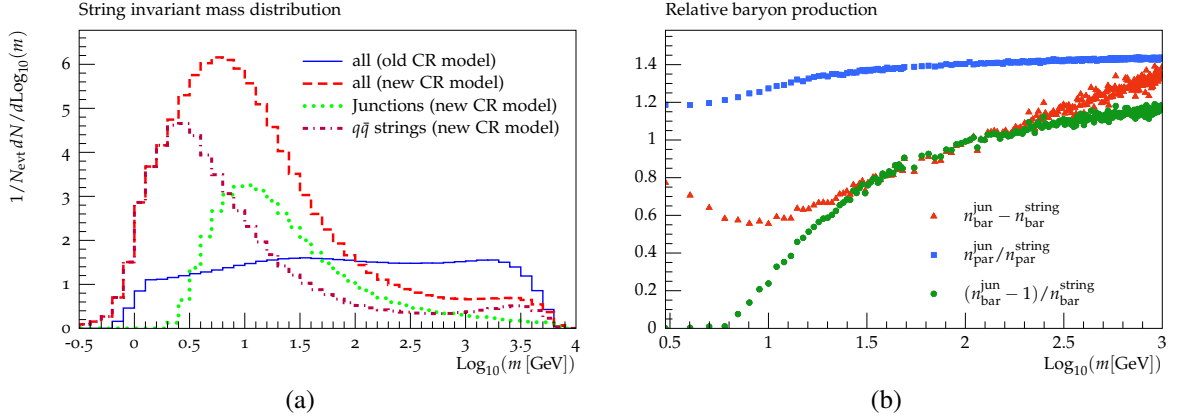 String invariant mass distribution
1/N_evt dN/dLog₁₀(m)
6
5
4
3
2
1
0
all (old CR model)
all (new CR model)
Junctions (new CR model)
qq̄ strings (new CR model)
-0.5 0 0.5 1 1.5 2 2.5 3 3.5 4
Log₁₀(m [GeV])
(a)
Relative baryon production
1.4
1.2
1
0.8
0.6
0.4
0.2
0
n_bar^jun − n_bar^string
n_par^jun/n_par^string
(n_bar^jun − 1)/n_bar^string
0.5 1 1.5 2 2.5 3
Log₁₀(m[GeV])
(b)